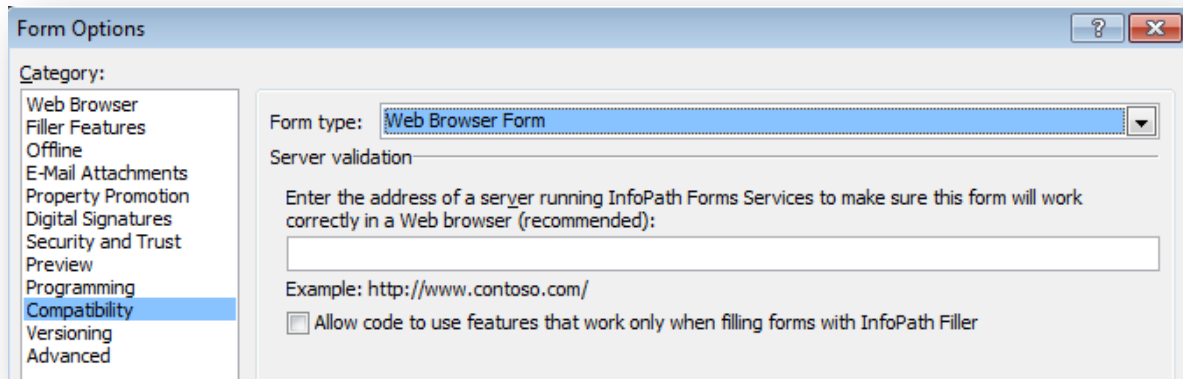 Form Options
Category:
Web Browser
Filler Features
Offline
E-Mail Attachments
Property Promotion
Digital Signatures
Security and Trust
Preview
Programming
Compatibility
Versioning
Advanced
Form type: Web Browser Form
Server validation
Enter the address of a server running InfoPath Forms Services to make sure this form will work
correctly in a Web browser (recommended):
Example: http://www.contoso.com/
Allow code to use features that work only when filling forms with InfoPath Filler